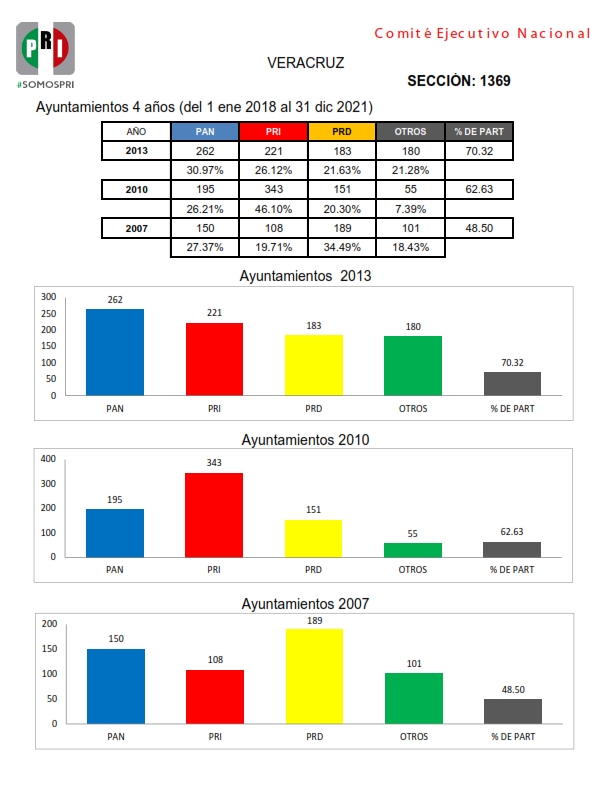 Comité Ejecutivo Nacional
PRI
#SOMOSPRI
VERACRUZ
SECCIÓN: 1369
Ayuntamientos 4 años (del 1 ene 2018 al 31 dic 2021)
AÑO PAN PRI PRD OTROS % DE PART
2013 262 221 183 180 70.32
30.97% 26.12% 21.63% 21.28%
2010 195 343 151 55 62.63
26.21% 46.10% 20.30% 7.39%
2007 150 108 189 101 48.50
27.37% 19.71% 34.49% 18.43%
Ayuntamientos 2013
300
250
200
150
100
50
0
262
221
183
180
70.32
PAN PRI PRD OTROS % DE PART
Ayuntamientos 2010
400
300
200
100
0
195
343
151
55
62.63
PAN PRI PRD OTROS % DE PART
Ayuntamientos 2007
200
150
100
50
0
150
108
189
101
48.50
PAN PRI PRD OTROS % DE PART